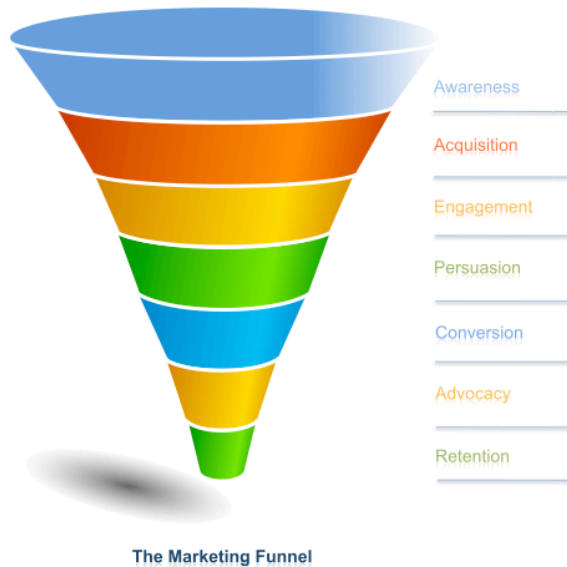 Awareness
Acquisition
Engagement
Persuasion
Conversion
Advocacy
Retention
The Marketing Funnel